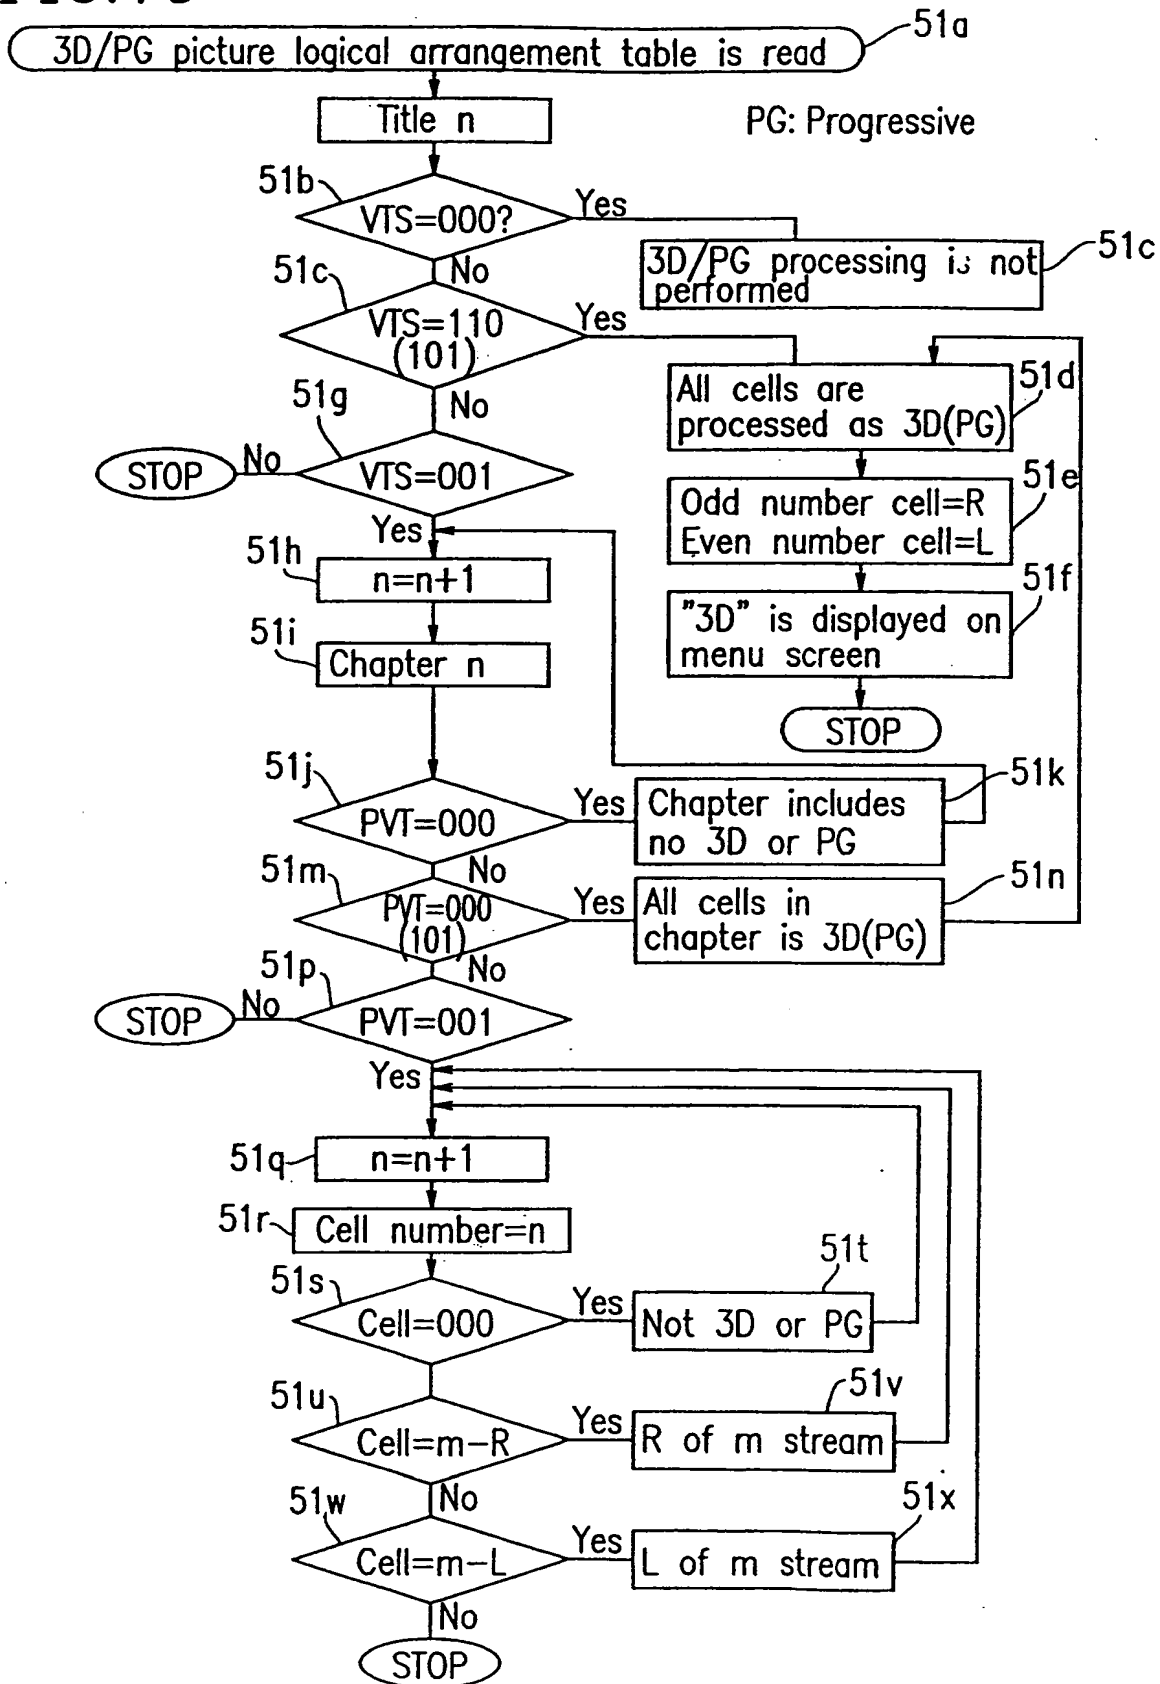 51a
3D/PG picture logical arrangement table is read
Title n
PG: Progressive
51b
VTS=000?
Yes
No
3D/PG processing is not
performed
51c
51c
VTS=110
(101)
Yes
No
All cells are
processed as 3D(PG)
51d
51g
VTS=001
No
STOP
Yes
Odd number cell=R
Even number cell=L
51e
51h
n=n+1
51f
"3D" is displayed on
menu screen
51i
Chapter n
STOP
51j
PVT=000
Yes
No
Chapter includes
no 3D or PG
51k
51m
PVT=000
(101)
Yes
No
All cells in
chapter is 3D(PG)
51n
51p
PVT=001
No
STOP
Yes
51q
n=n+1
51r
Cell number=n
51s
Cell=000
Yes
51t
Not 3D or PG
51u
Cell=m-R
Yes
No
51v
R of m stream
51w
Cell=m-L
Yes
No
51x
L of m stream
STOP